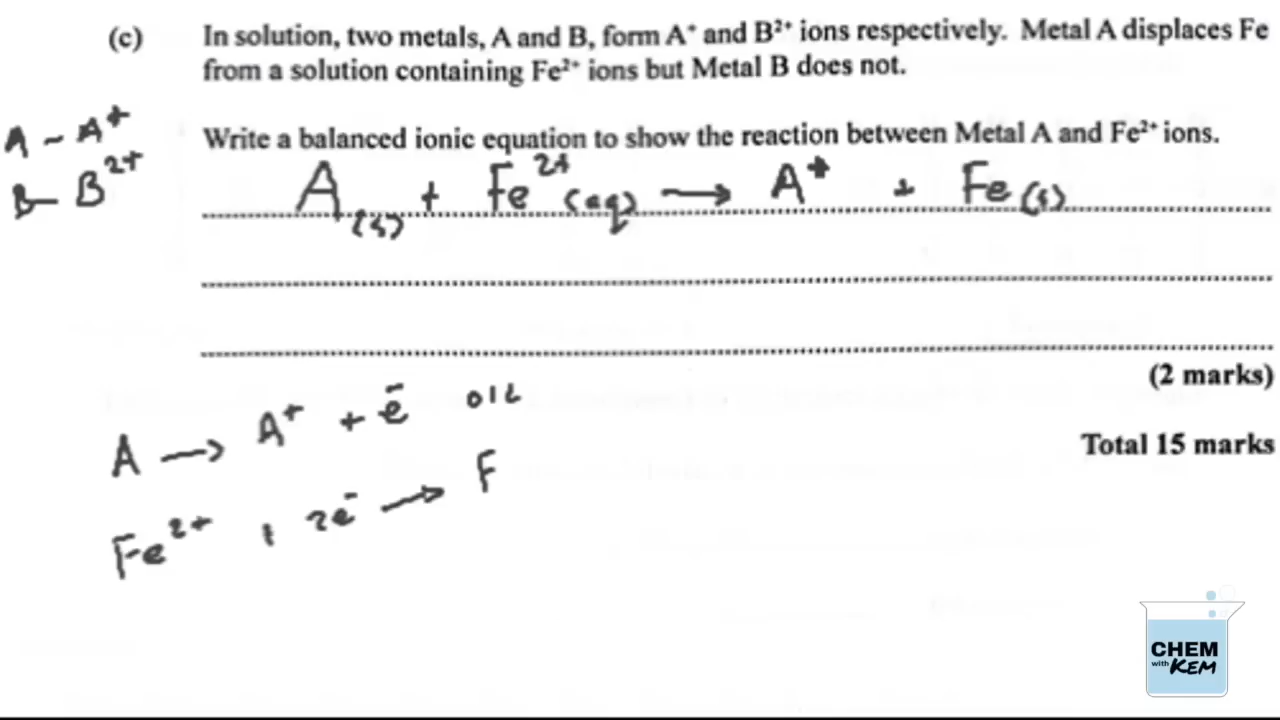 (c) In solution, two metals, A and B, form A⁺ and B²⁺ ions respectively. Metal A displaces Fe
from a solution containing Fe²⁺ ions but Metal B does not.
A - A⁺
B - B²⁺
Write a balanced ionic equation to show the reaction between Metal A and Fe²⁺ ions.
A(s) + Fe²⁺(aq) → A⁺ + Fe(s)
(2 marks)
Total 15 marks
A → A⁺ + e⁻ OIL
Fe²⁺ + 2e⁻ → F
CHEM
with KEM